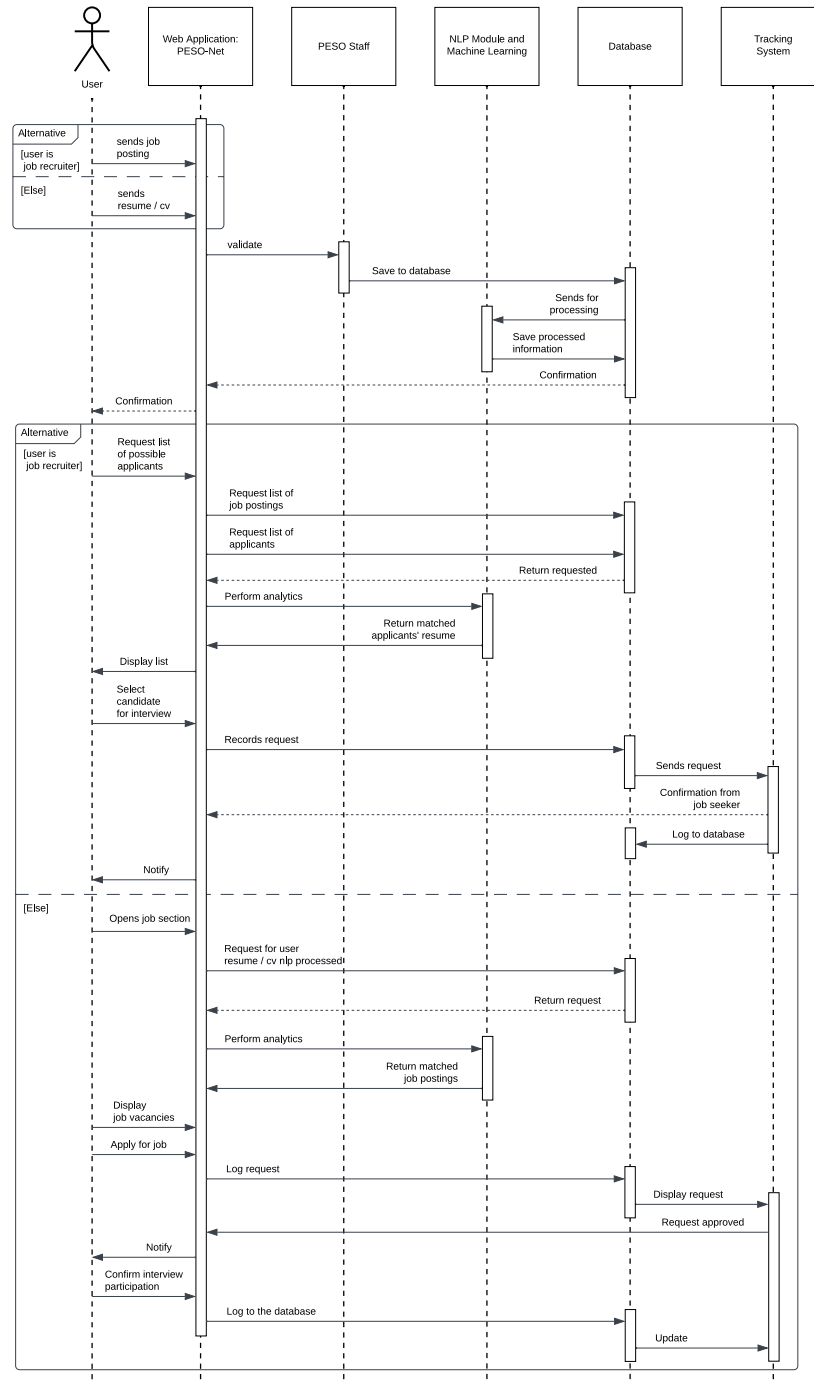 User
Web Application:
PESO-Net
PESO Staff
NLP Module and
Machine Learning
Database
Tracking
System
Alternative
[user is
job recruiter]
sends job
posting
[Else]
sends
resume / cv
validate
Save to database
Sends for
processing
Save processed
information
Confirmation
Confirmation
Alternative
[user is
job recruiter]
Request list
of possible
applicants
Request list of
job postings
Request list of
applicants
Return requested
Perform analytics
Return matched
applicants' resume
Display list
Select
candidate
for interview
Records request
Sends request
Confirmation from
job seeker
Log to database
Notify
[Else]
Opens job section
Request for user
resume / cv nlp processed
Return request
Perform analytics
Return matched
job postings
Display
job vacancies
Apply for job
Log request
Display request
Request approved
Notify
Confirm interview
participation
Log to the database
Update